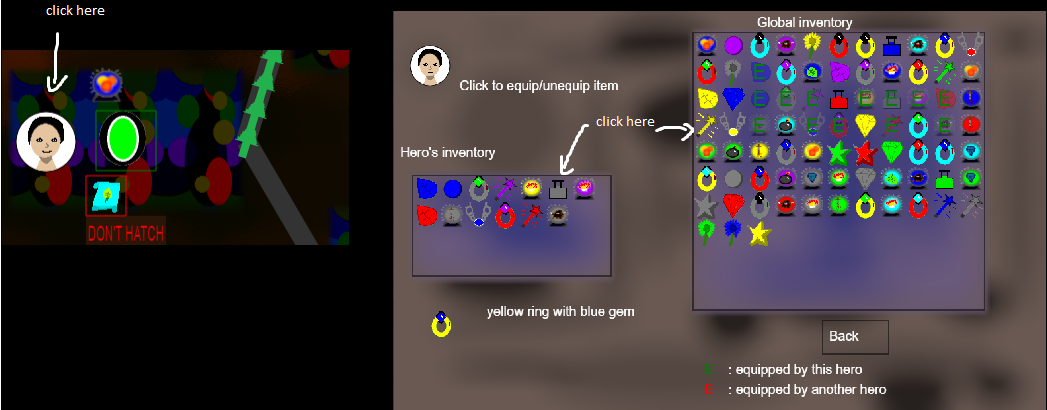 click here
DON'T HATCH
Global inventory
Click to equip/unequip item
click here
Hero's inventory
yellow ring with blue gem
Back
E : equipped by this hero
: equipped by another hero